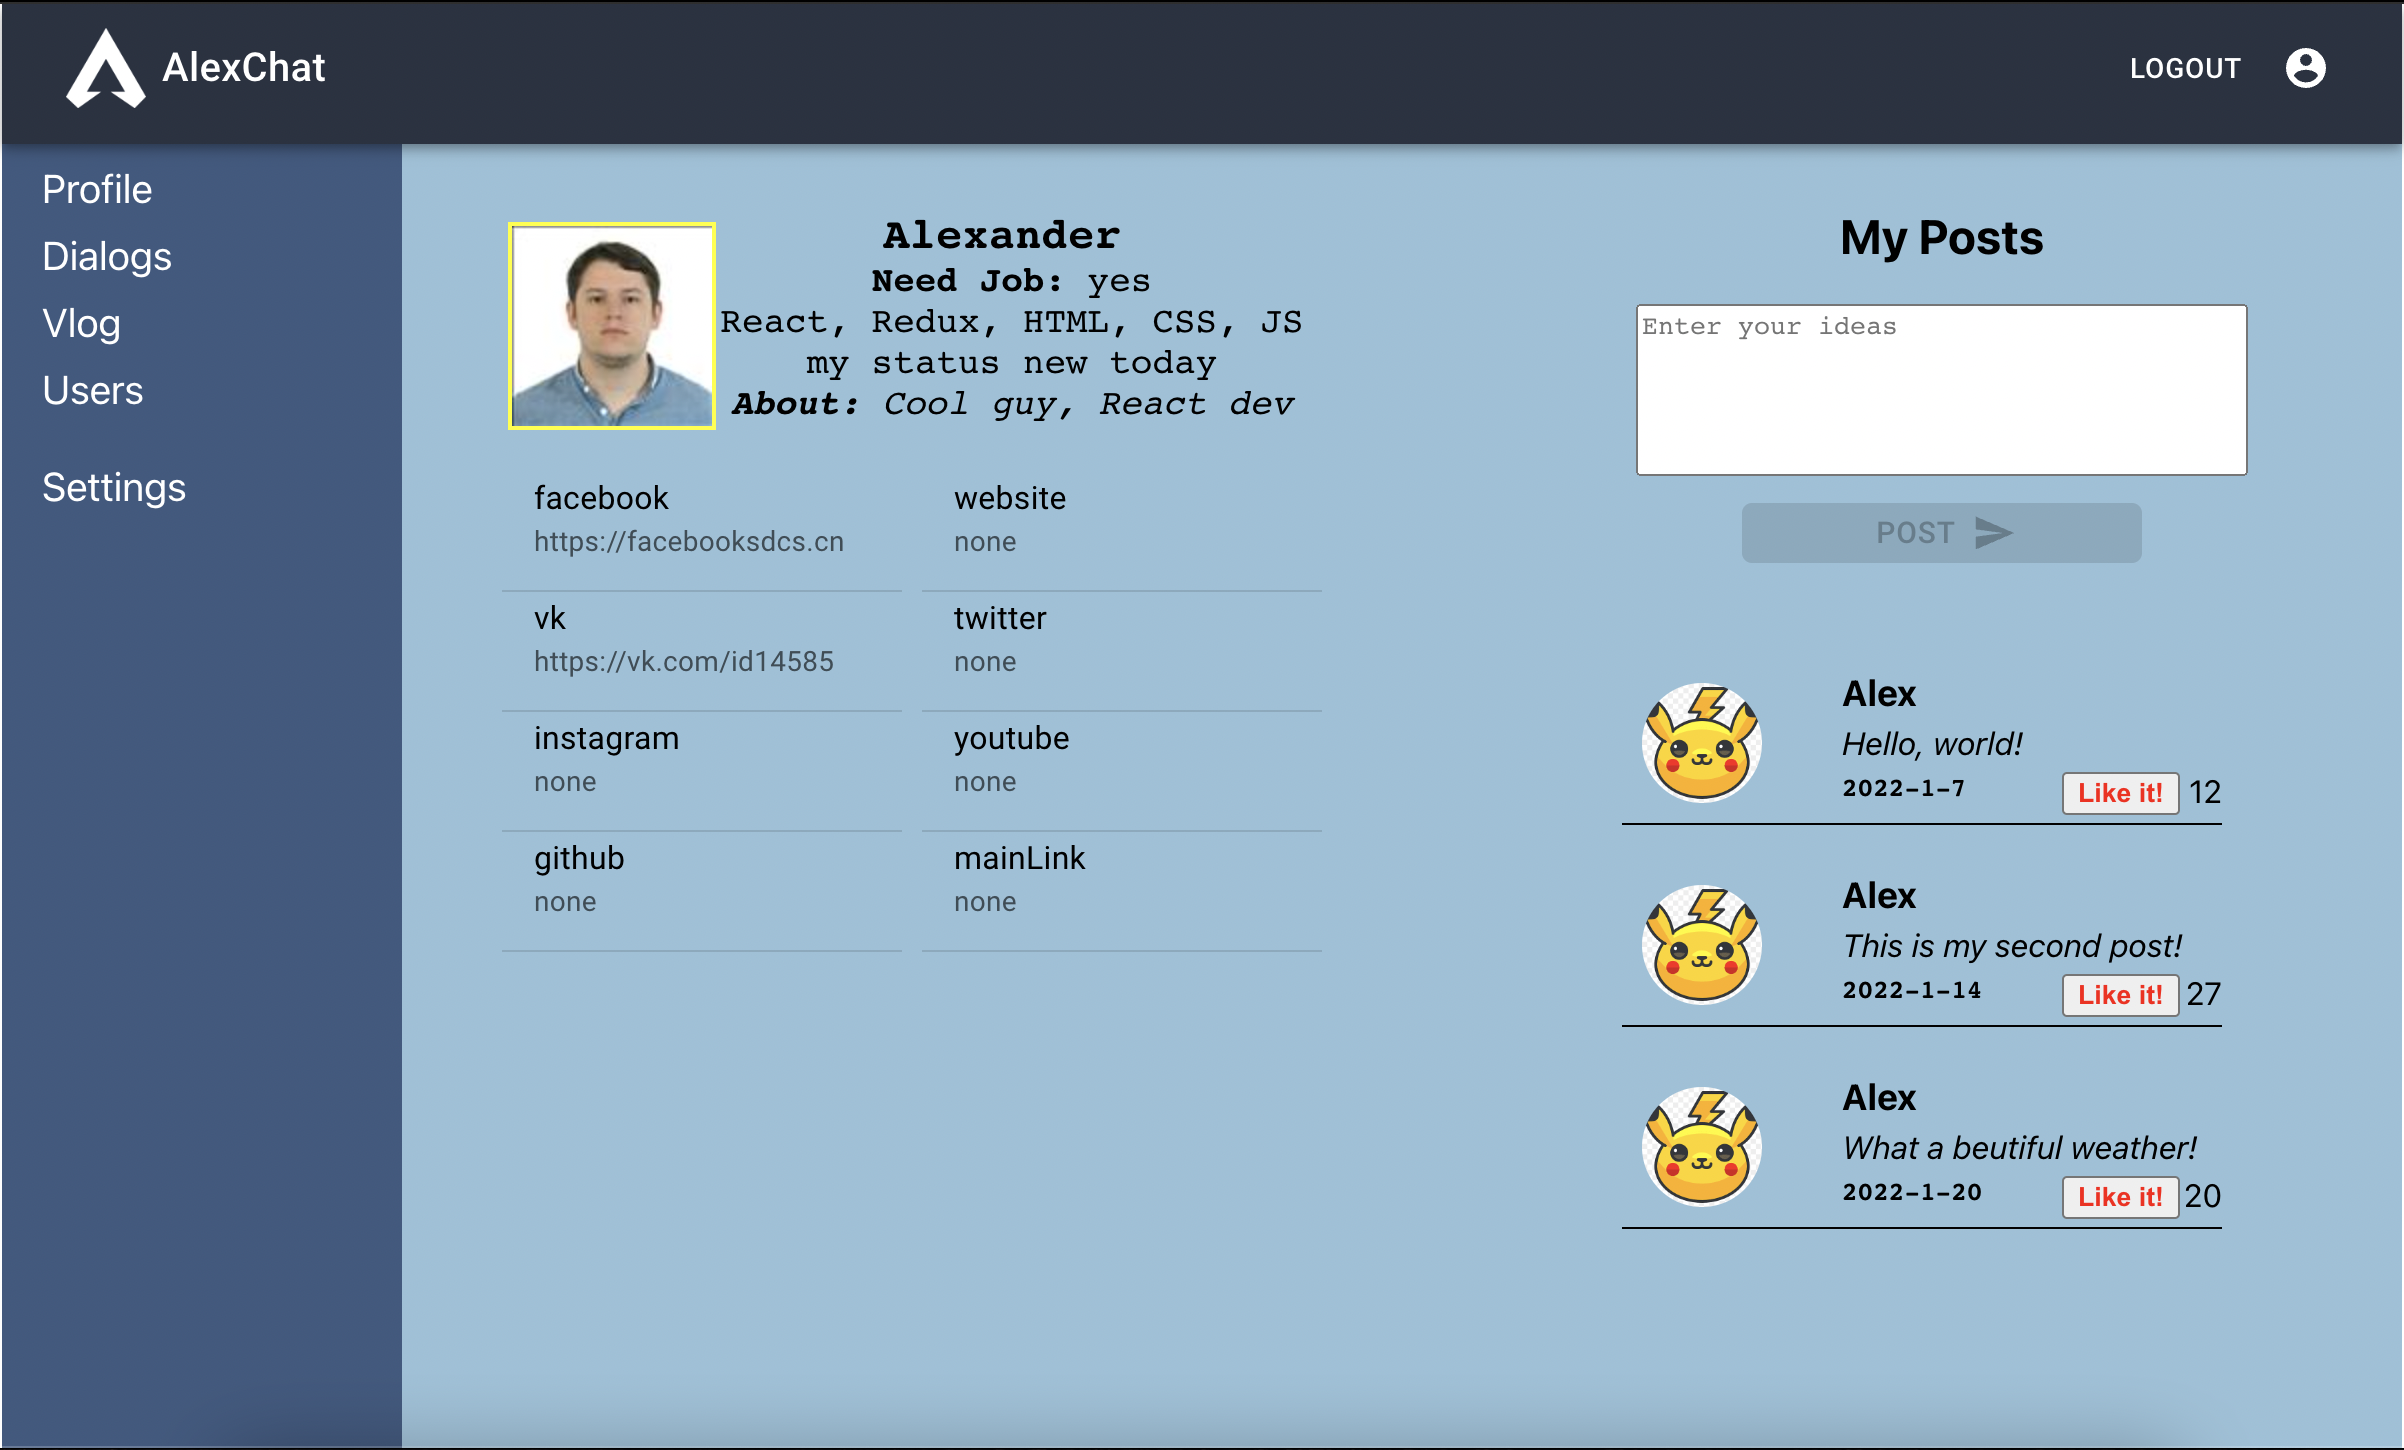 AlexChat
LOGOUT
Profile
Dialogs
Vlog
Users
Settings
Alexander
Need Job: yes
React, Redux, HTML, CSS, JS
my status new today
About: Cool guy, React dev
facebook
https://facebooksdcs.cn
website
none
vk
https://vk.com/id14585
twitter
none
instagram
none
youtube
none
github
none
mainLink
none
My Posts
Enter your ideas
POST
Alex
Hello, world!
2022-1-7
Like it! 12
Alex
This is my second post!
2022-1-14
Like it! 27
Alex
What a beutiful weather!
2022-1-20
Like it! 20